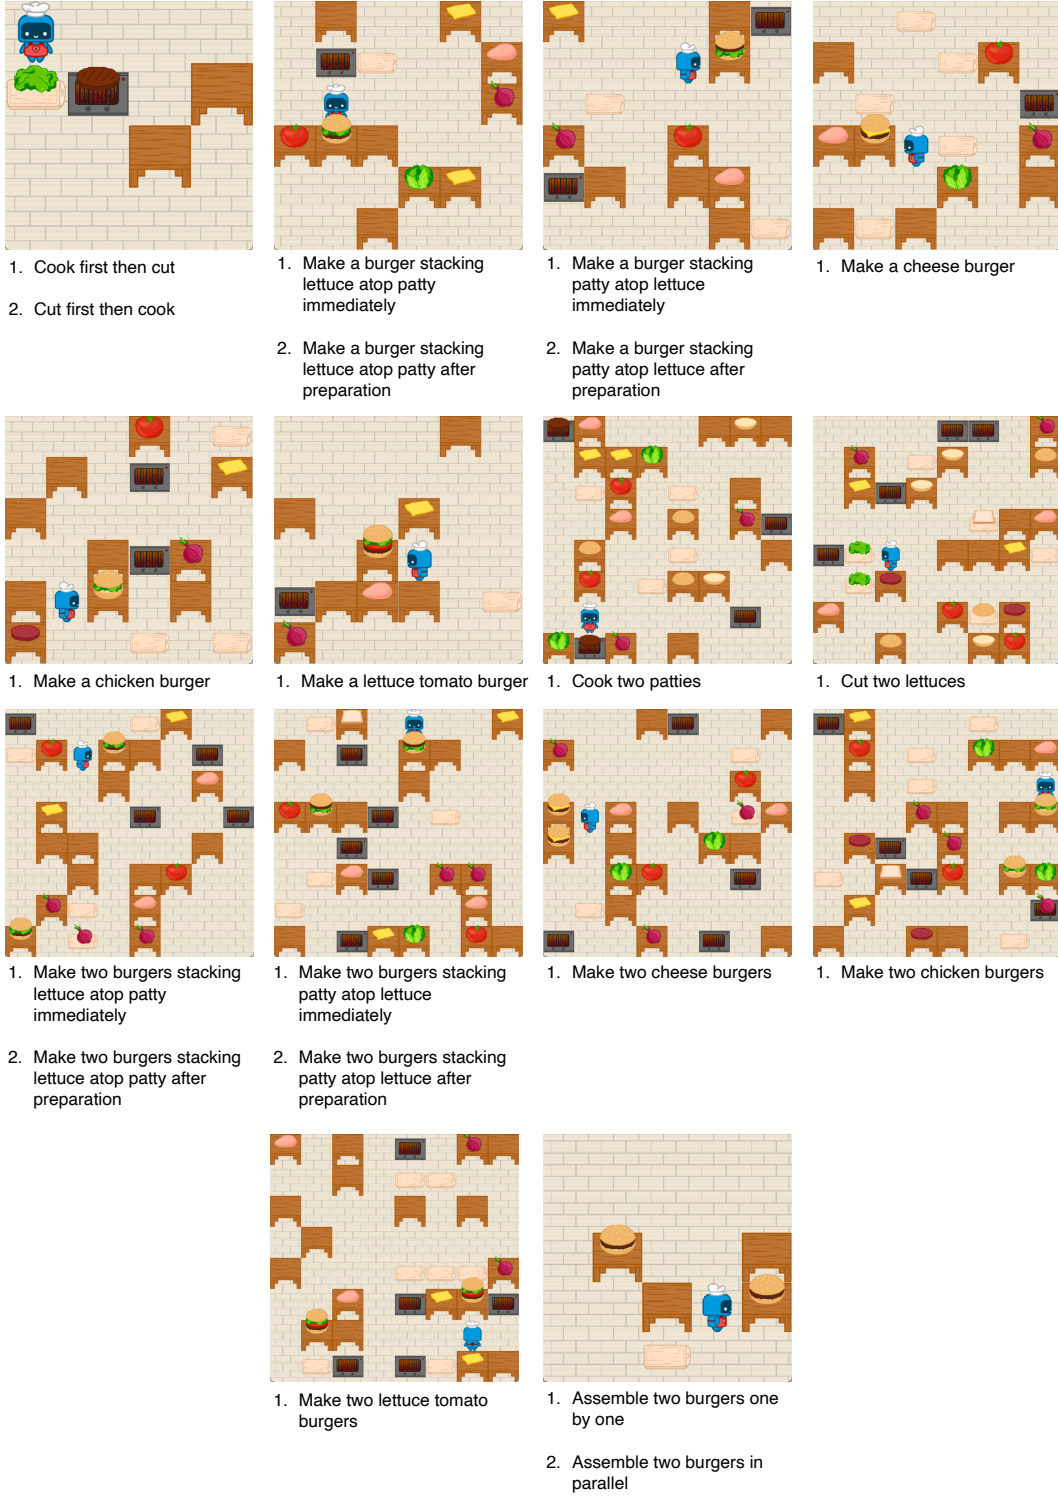 1. Cook first then cut
2. Cut first then cook
1. Make a burger stacking
lettuce atop patty
immediately
2. Make a burger stacking
lettuce atop patty after
preparation
1. Make a burger stacking
patty atop lettuce
immediately
2. Make a burger stacking
patty atop lettuce after
preparation
1. Make a cheese burger
1. Make a chicken burger
1. Make a lettuce tomato burger
1. Cook two patties
1. Cut two lettuces
1. Make two burgers stacking
lettuce atop patty
immediately
2. Make two burgers stacking
lettuce atop patty after
preparation
1. Make two burgers stacking
patty atop lettuce
immediately
2. Make two burgers stacking
patty atop lettuce after
preparation
1. Make two cheese burgers
1. Make two chicken burgers
1. Make two lettuce tomato
burgers
1. Assemble two burgers one
by one
2. Assemble two burgers in
parallel